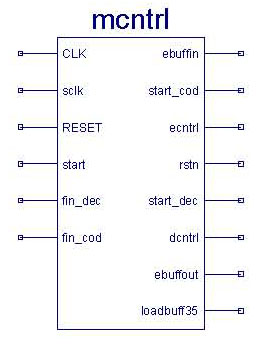 mcntrl
CLK ebuffin
sclk start_cod
RESET ecntrl
start rstn
fin_dec start_dec
fin_cod dcntrl
ebuffout
loadbuff35